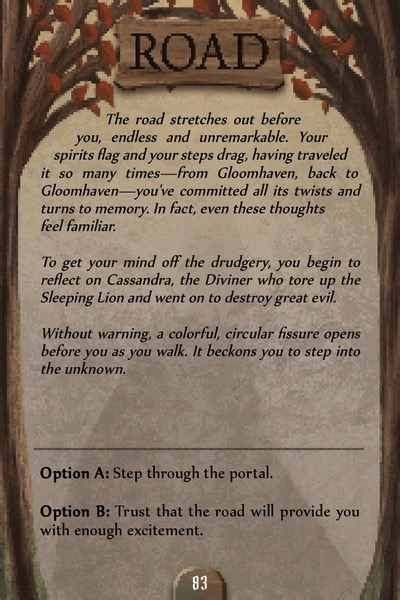 ROAD
The road stretches out before
you, endless and unremarkable. Your
spirits flag and your steps drag, having traveled
it so many times—from Gloomhaven, back to
Gloomhaven—you've committed all its twists and
turns to memory. In fact, even these thoughts
feel familiar.
To get your mind off the drudgery, you begin to
reflect on Cassandra, the Diviner who tore up the
Sleeping Lion and went on to destroy great evil.
Without warning, a colorful, circular fissure opens
before you as you walk. It beckons you to step into
the unknown.
Option A: Step through the portal.
Option B: Trust that the road will provide you
with enough excitement.
83